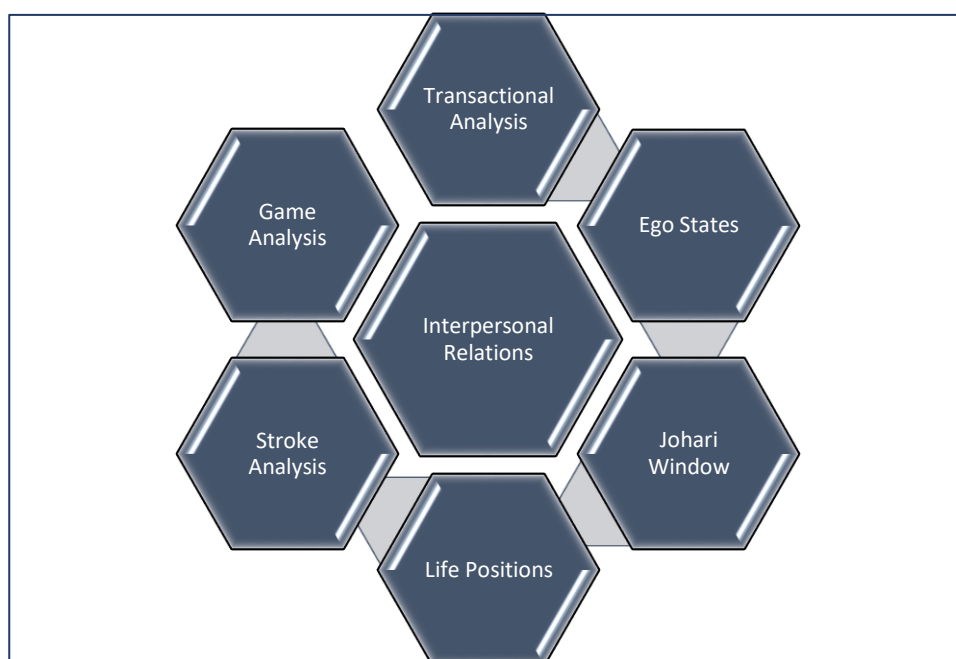 Transactional
Analysis
Game
Analysis
Ego States
Interpersonal
Relations
Stroke
Analysis
Johari
Window
Life Positions